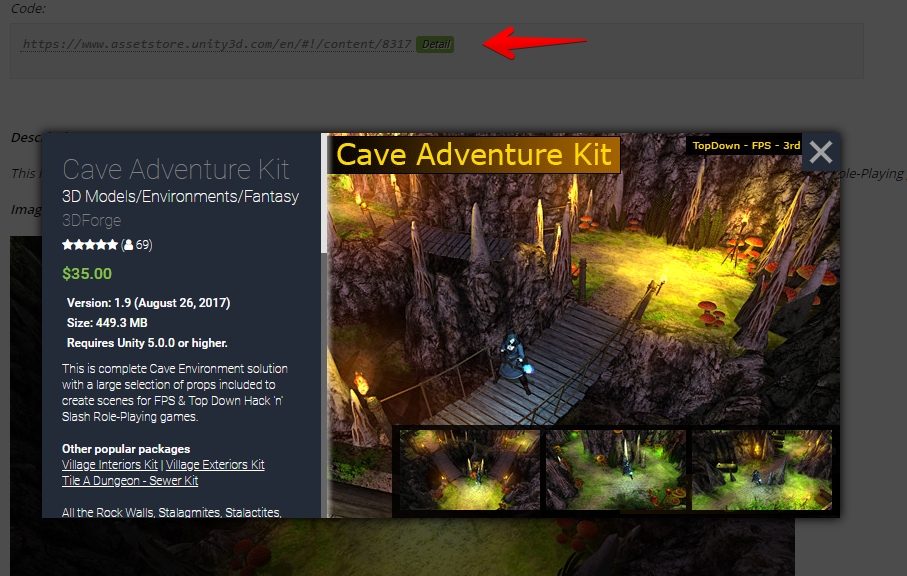 Code:
https://www.assetstore.unity3d.com/en/#!/content/8317 Detail
Des
This
ole-Playing
Imag
Cave Adventure Kit
3D Models/Environments/Fantasy
3DForge
(69)
$35.00
Version: 1.9 (August 26, 2017)
Size: 449.3 MB
Requires Unity 5.0.0 or higher.
This is complete Cave Environment solution
with a large selection of props included to
create scenes for FPS & Top Down Hack 'n'
Slash Role-Playing games.
Other popular packages
Village Interiors Kit | Village Exteriors Kit
Tile A Dungeon - Sewer Kit
All the Rock Walls, Stalagmites, Stalactites,
Cave Adventure Kit
TopDown - FPS - 3rd